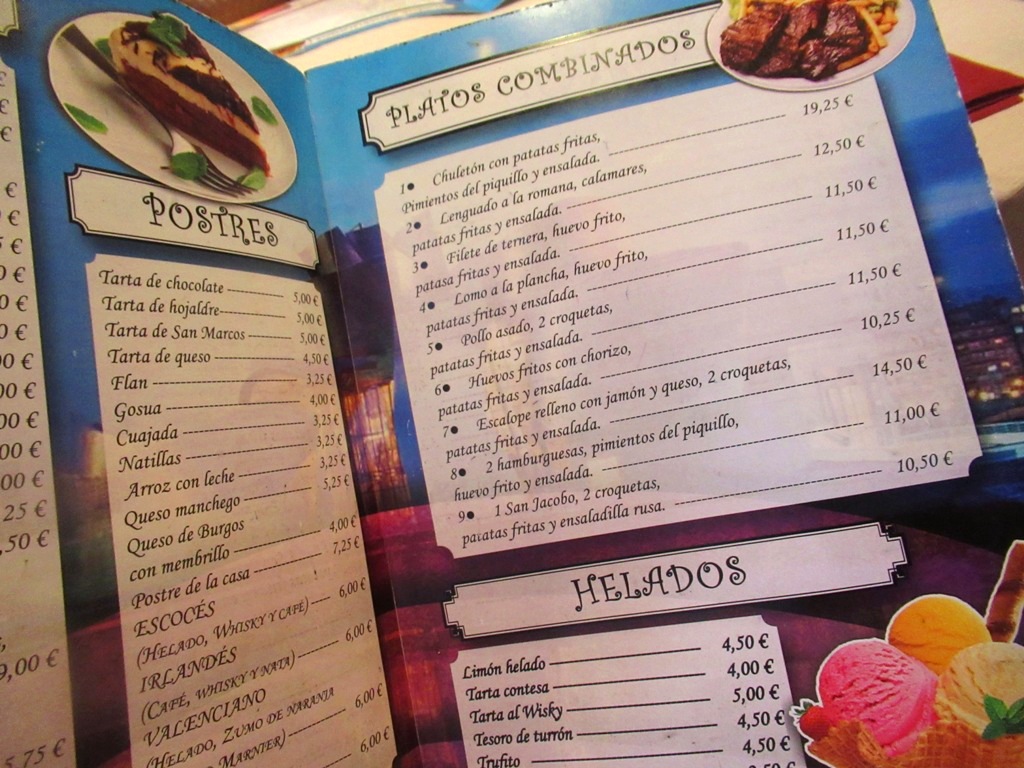 POSTRES
Tarta de chocolate 5,00 €
Tarta de hojaldre 5,00 €
Tarta de San Marcos 5,00 €
Tarta de queso 4,50 €
Flan 3,25 €
Gosua 4,00 €
Cuajada 3,25 €
Natillas 3,25 €
Arroz con leche 3,25 €
Queso manchego 5,25 €
Queso de Burgos
con membrillo 4,00 €
Postre de la casa 7,25 €
ESCOCÉS
(HELADO, WHISKY Y CAFÉ) 6,00 €
IRLANDÉS
(CAFÉ, WHISKY Y NATA) 6,00 €
VALENCIANO
(HELADO, ZUMO DE NARANJA 6,00 €
MARNIER) 6,00 €
PLATOS COMBINADOS
1● Chuletón con patatas fritas,
Pimientos del piquillo y ensalada. 19,25 €
2● Lenguado a la romana, calamares,
patatas fritas y ensalada. 12,50 €
3● Filete de ternera, huevo frito,
patasa fritas y ensalada. 11,50 €
4● Lomo a la plancha, huevo frito,
patatas fritas y ensalada. 11,50 €
5● Pollo asado, 2 croquetas,
patatas fritas y ensalada. 11,50 €
6● Huevos fritos con chorizo,
patatas fritas y ensalada. 10,25 €
7● Escalope relleno con jamón y queso, 2 croquetas,
patatas fritas y ensalada. 14,50 €
8● 2 hamburguesas, pimientos del piquillo,
huevo frito y ensalada. 11,00 €
9● 1 San Jacobo, 2 croquetas,
patatas fritas y ensaladilla rusa. 10,50 €
HELADOS
Limón helado 4,50 €
Tarta contesa 4,00 €
Tarta al Wisky 5,00 €
Tesoro de turrón 4,50 €
Trufito 4,50 €